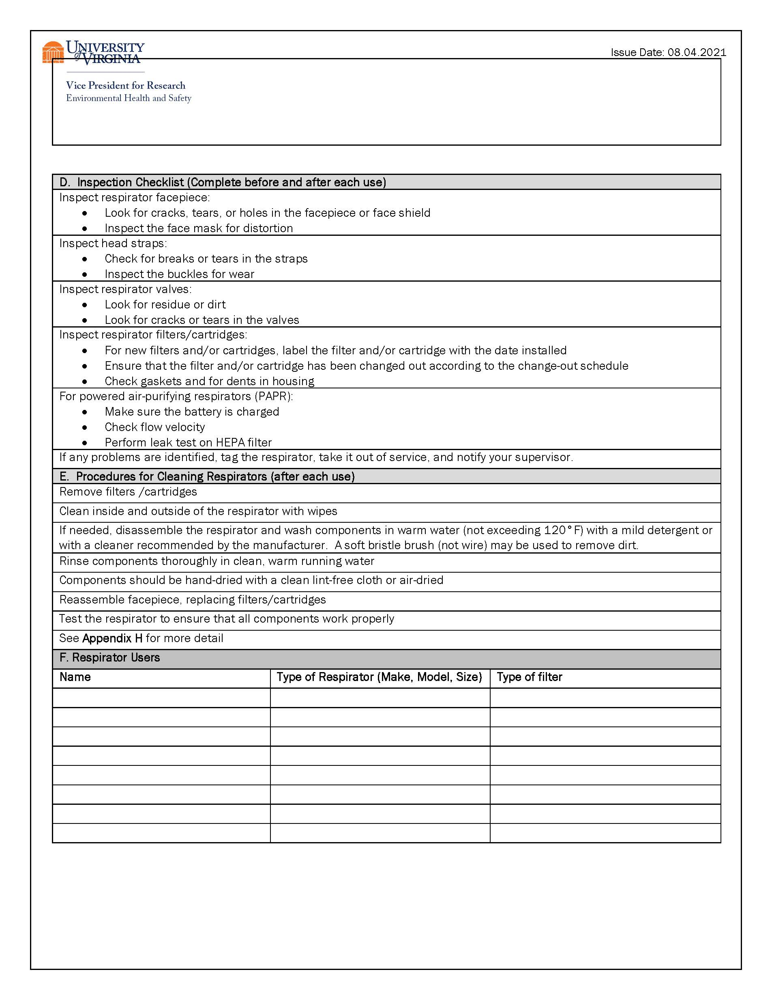 UNIVERSITY
of VIRGINIA
Issue Date: 08.04.2021
Vice President for Research
Environmental Health and Safety
D.  Inspection Checklist (Complete before and after each use)
Inspect respirator facepiece:
• Look for cracks, tears, or holes in the facepiece or face shield
• Inspect the face mask for distortion
Inspect head straps:
• Check for breaks or tears in the straps
• Inspect the buckles for wear
Inspect respirator valves:
• Look for residue or dirt
• Look for cracks or tears in the valves
Inspect respirator filters/cartridges:
• For new filters and/or cartridges, label the filter and/or cartridge with the date installed
• Ensure that the filter and/or cartridge has been changed out according to the change-out schedule
• Check gaskets and for dents in housing
For powered air-purifying respirators (PAPR):
• Make sure the battery is charged
• Check flow velocity
• Perform leak test on HEPA filter
If any problems are identified, tag the respirator, take it out of service, and notify your supervisor.
E.  Procedures for Cleaning Respirators (after each use)
Remove filters /cartridges
Clean inside and outside of the respirator with wipes
If needed, disassemble the respirator and wash components in warm water (not exceeding 120°F) with a mild detergent or
with a cleaner recommended by the manufacturer.  A soft bristle brush (not wire) may be used to remove dirt.
Rinse components thoroughly in clean, warm running water
Components should be hand-dried with a clean lint-free cloth or air-dried
Reassemble facepiece, replacing filters/cartridges
Test the respirator to ensure that all components work properly
See Appendix H for more detail
F. Respirator Users
Name Type of Respirator (Make, Model, Size) Type of filter